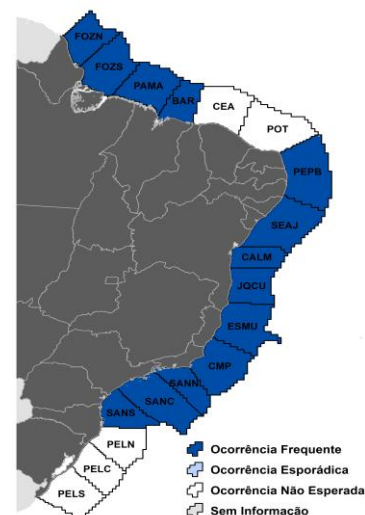 FOZN
FOZS
PAMA
BAR
CEA
POT
PEPB
SEAJ
CALM
JQCU
ESMU
CMP
SANN
SANC
SANS
PELN
PELC
PELS
Ocorrência Frequente
Ocorrência Esporádica
Ocorrência Não Esperada
Sem Informação